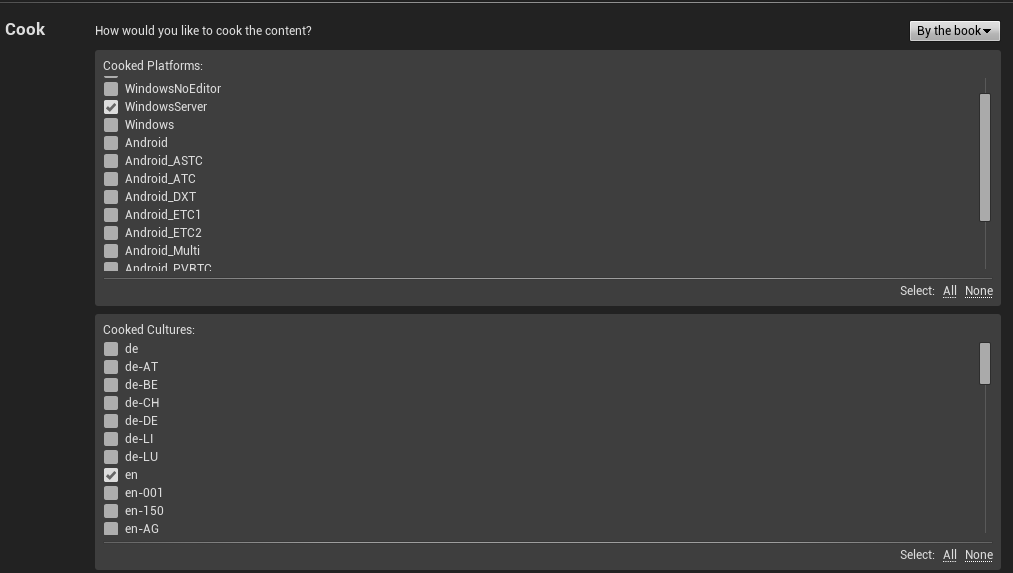 Cook
How would you like to cook the content?
By the book
Cooked Platforms:
WindowsNoEditor
WindowsServer
Windows
Android
Android_ASTC
Android_ATC
Android_DXT
Android_ETC1
Android_ETC2
Android_Multi
Android_PVRTC
Select: All None
Cooked Cultures:
de
de-AT
de-BE
de-CH
de-DE
de-LI
de-LU
en
en-001
en-150
en-AG
Select: All None